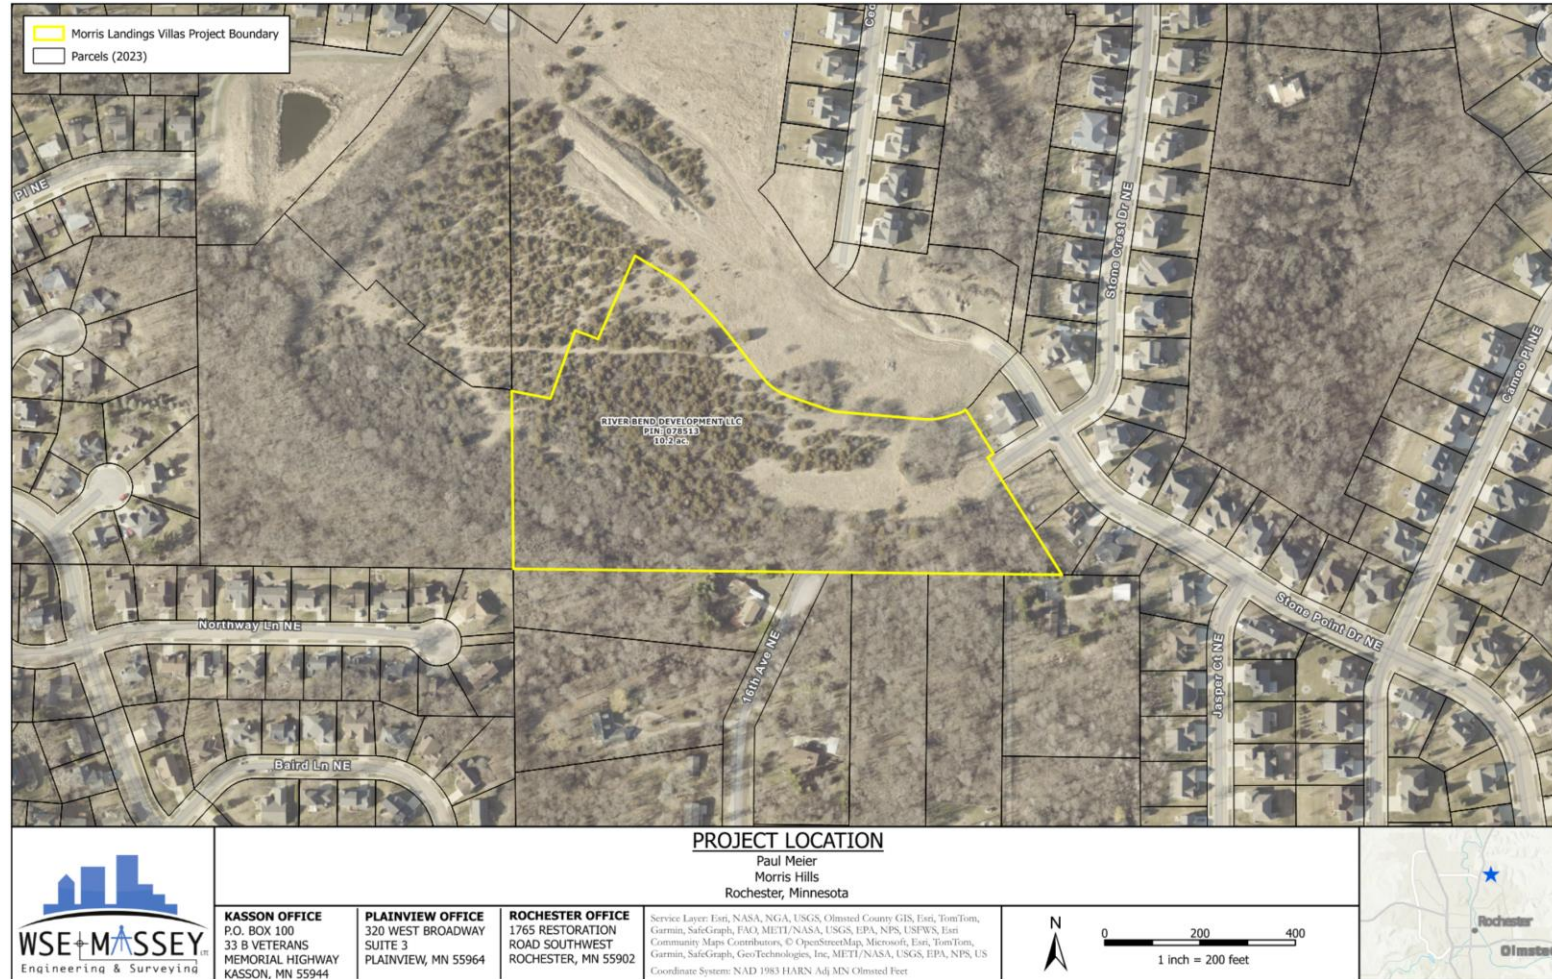 Morris Landings Villas Project Boundary
Parcels (2023)
Pl NE
Stone Crest Dr NE
Cameo Pl NE
RIVER BEND DEVELOPMENT LLC
PIN: 078513
10.2 ac.
Northway Ln NE
16th Ave NE
Stone Point Dr NE
Jasper Ct NE
Baird Ln NE
PROJECT LOCATION
Paul Meier
Morris Hills
Rochester, Minnesota
WSE MASSEY
Engineering & Surveying
KASSON OFFICE
P.O. BOX 100
33 B VETERANS
MEMORIAL HIGHWAY
KASSON, MN 55944
PLAINVIEW OFFICE
320 WEST BROADWAY
SUITE 3
PLAINVIEW, MN 55964
ROCHESTER OFFICE
1765 RESTORATION
ROAD SOUTHWEST
ROCHESTER, MN 55902
Service Layer: Esri, NASA, NGA, USGS, Olmsted County GIS, Esri, TomTom,
Garmin, SafeGraph, FAO, METI/NASA, USGS, EPA, NPS, USFWS, Esri
Community Maps Contributors, © OpenStreetMap, Microsoft, Esri, TomTom,
Garmin, SafeGraph, GeoTechnologies, Inc, METI/NASA, USGS, EPA, NPS, US
Coordinate System: NAD 1983 HARN Adj MN Olmsted Feet
N
0 200 400
1 inch = 200 feet
Rochester
Olmste